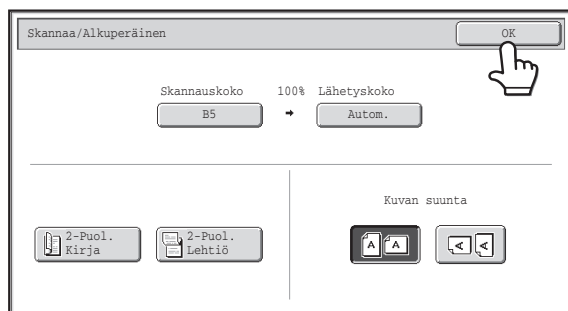 Skannaa/Alkuperäinen
OK
Skannauskoko 100% Lähetyskoko
B5 → Autom.
Kuvan suunta
2-Puol.
Kirja
2-Puol.
Lehtiö
A A
A A